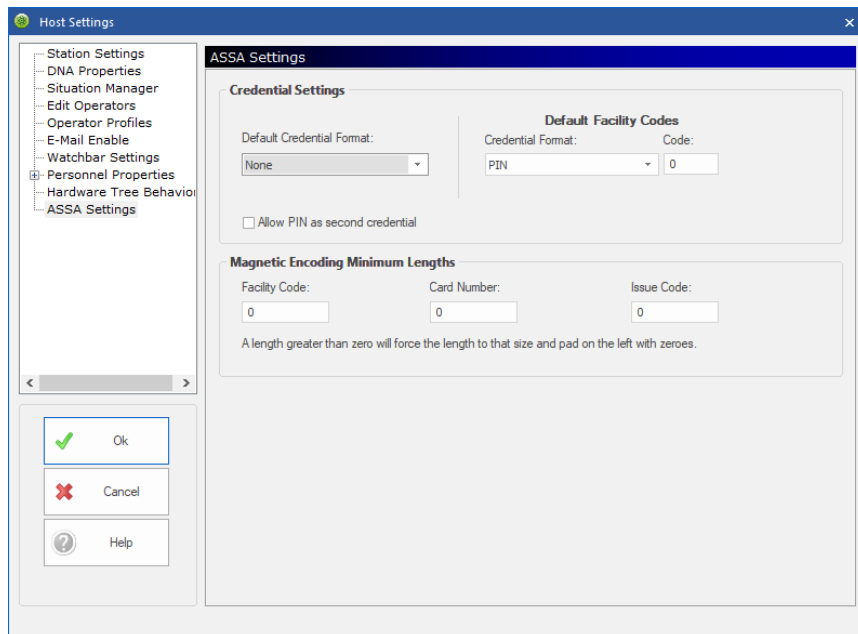 Host Settings
Station Settings
DNA Properties
Situation Manager
Edit Operators
Operator Profiles
E-Mail Enable
Watchbar Settings
Personnel Properties
Hardware Tree Behavior
ASSA Settings
Ok
Cancel
Help
ASSA Settings
Credential Settings
Default Facility Codes
Default Credential Format: Credential Format: Code:
None PIN 0
Allow PIN as second credential
Magnetic Encoding Minimum Lengths
Facility Code: Card Number: Issue Code:
0 0 0
A length greater than zero will force the length to that size and pad on the left with zeroes.